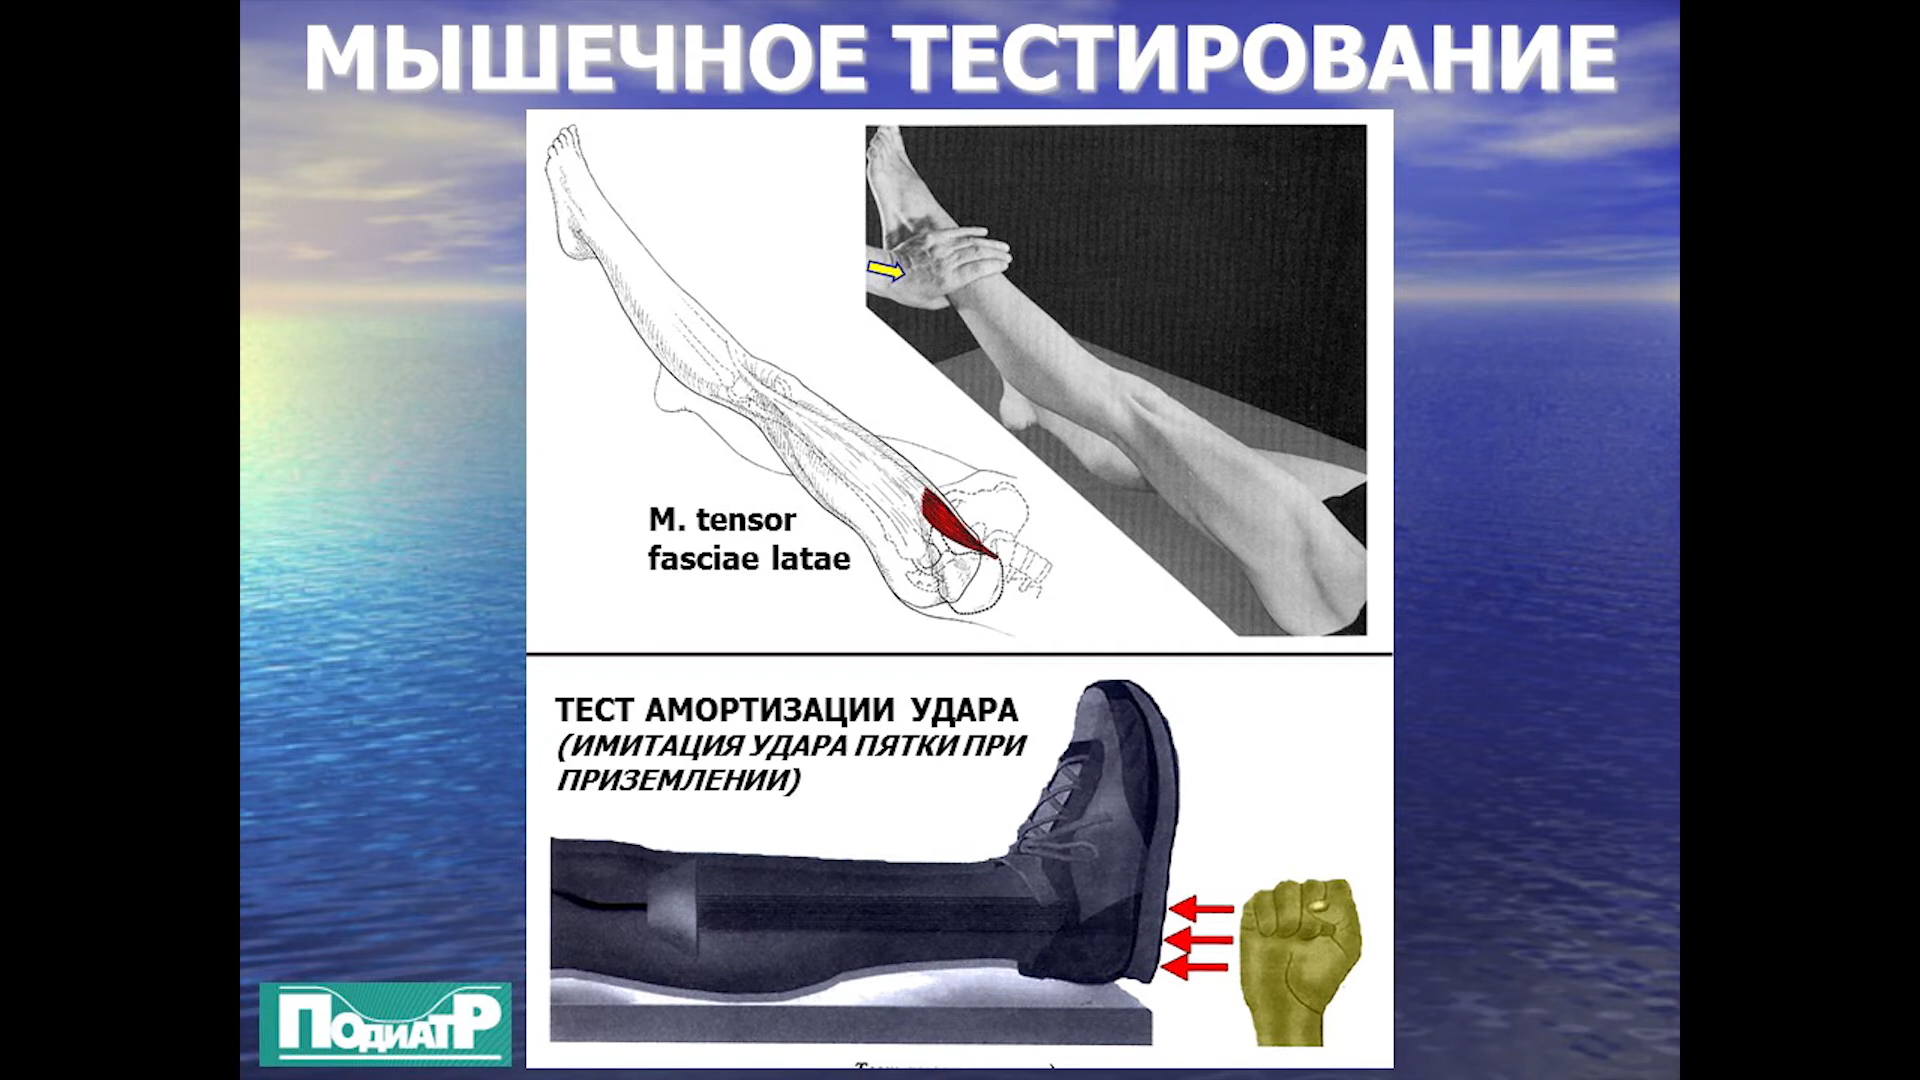 МЫШЕЧНОЕ ТЕСТИРОВАНИЕ
M. tensor
fasciae latae
ТЕСТ АМОРТИЗАЦИИ УДАРА
(ИМИТАЦИЯ УДАРА ПЯТКИ ПРИ
ПРИЗЕМЛЕНИИ)
ПОДИАТР